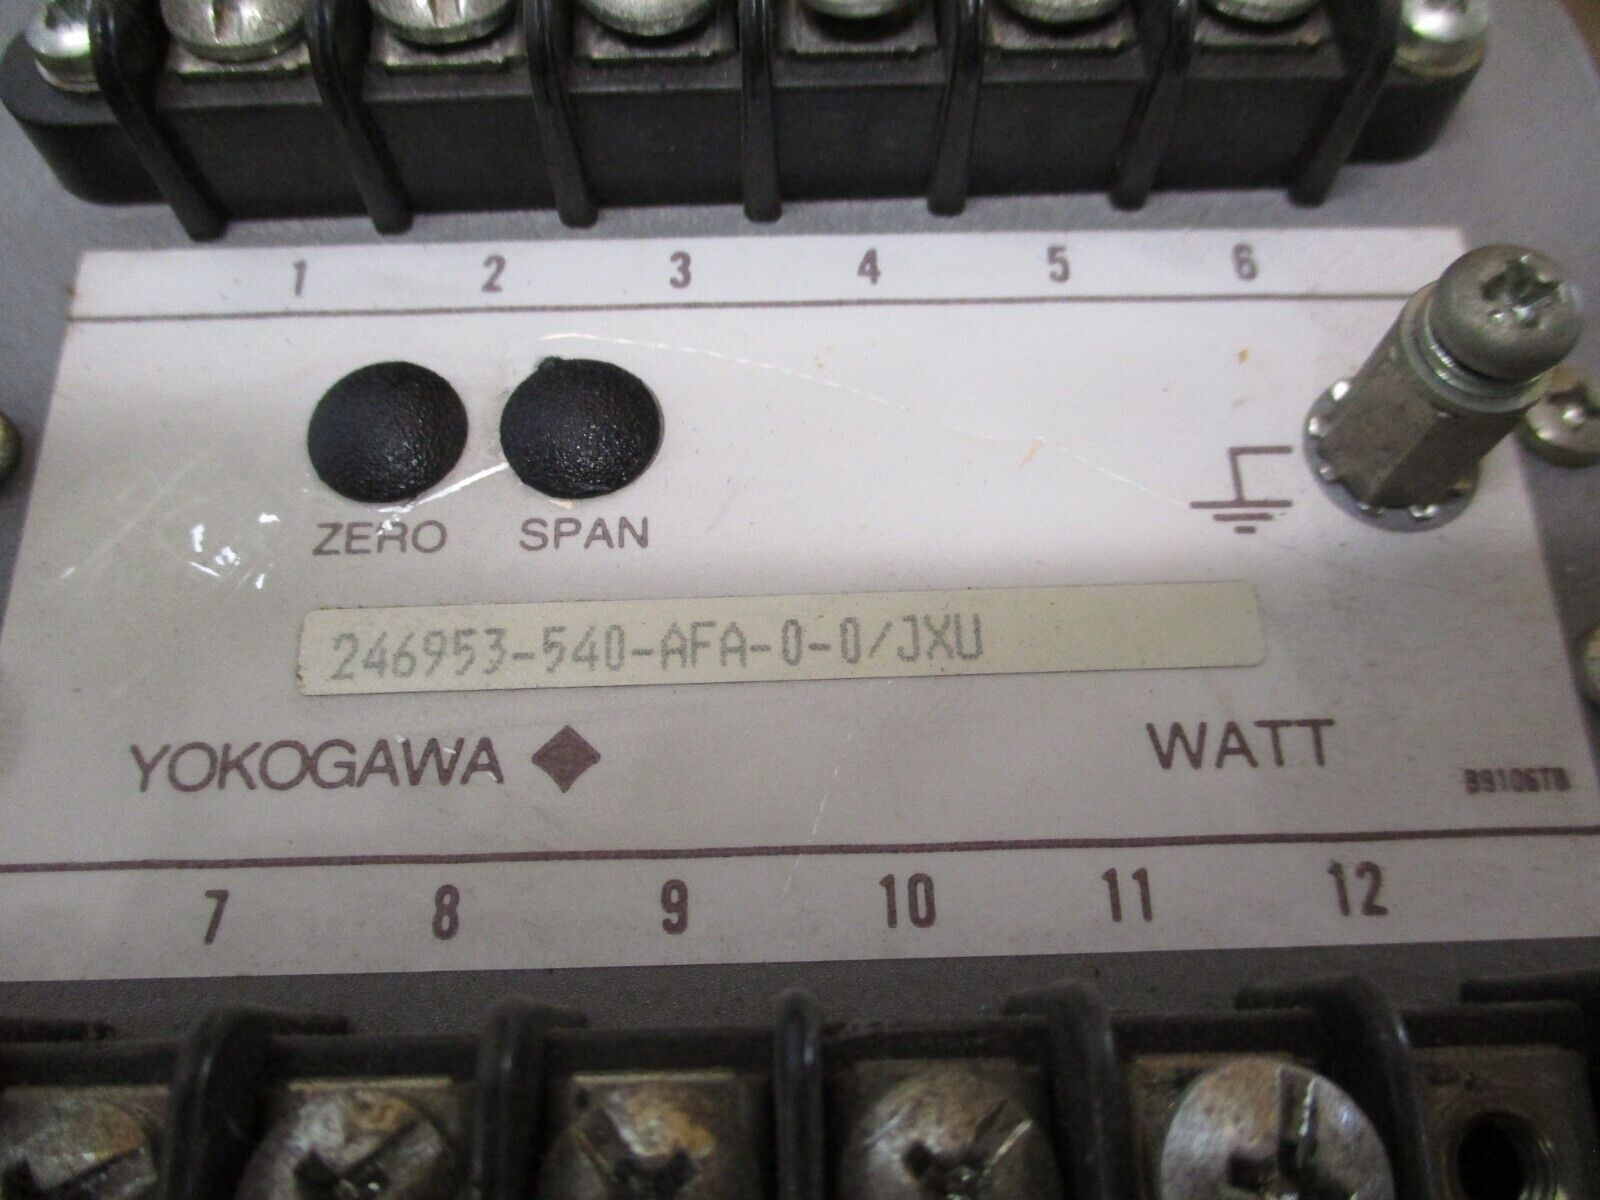 1 2 3 4 5 6
ZERO SPAN
246953-540-AFA-0-0/JXU
YOKOGAWA WATT
7 8 9 10 11 12